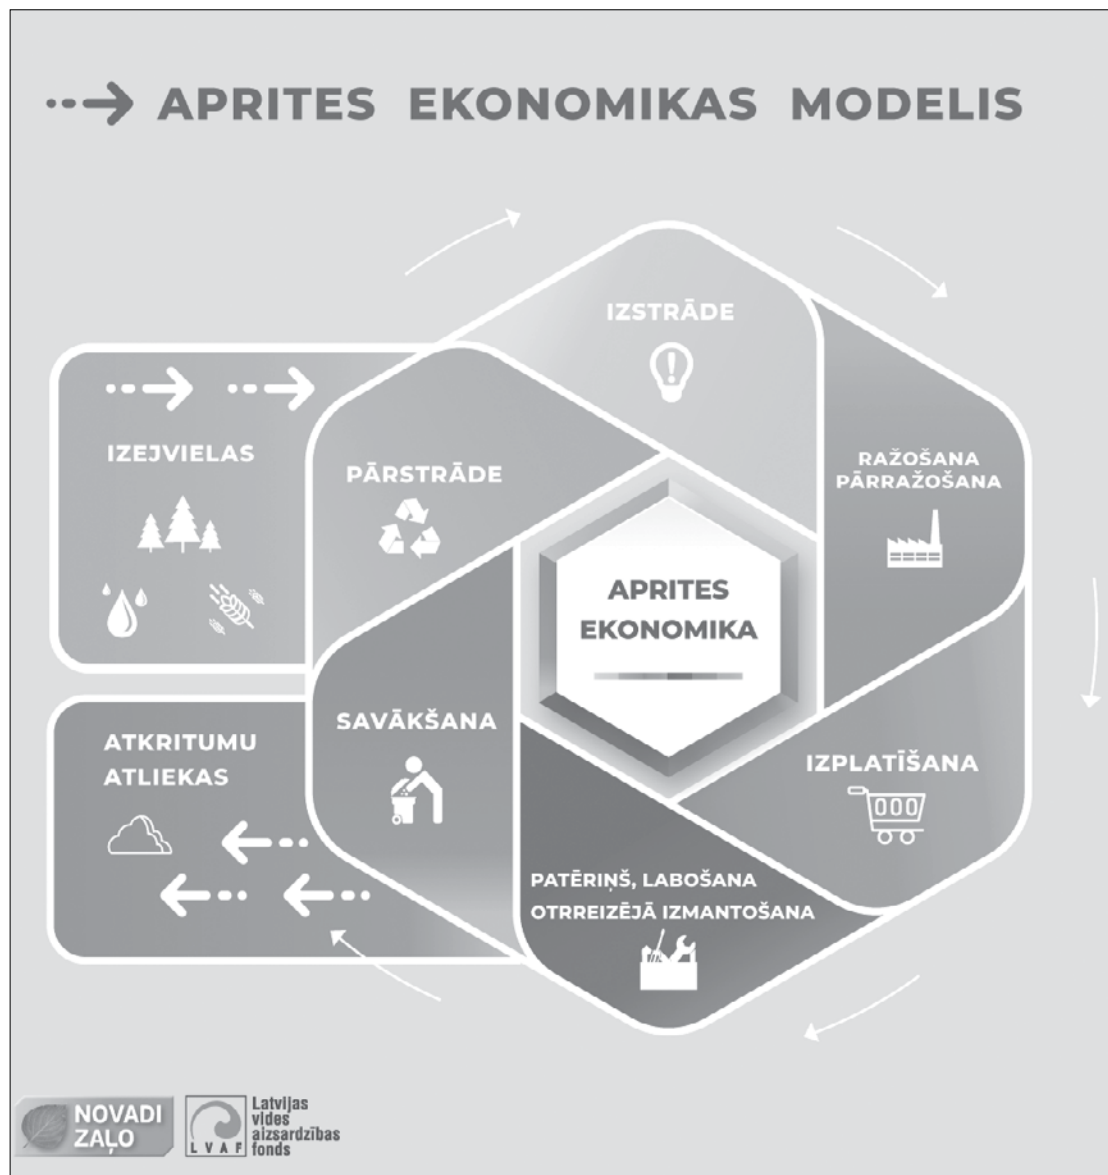 APRITES EKONOMIKAS MODELIS
IZSTRĀDE
RAŽOŠANA
PĀRRAŽOŠANA
IZPLATĪŠANA
PATĒRIŅŠ, LABOŠANA
OTRREIZĒJĀ IZMANTOŠANA
SAVĀKŠANA
PĀRSTRĀDE
IZEJVIELAS
ATKRITUMU
ATLIEKAS
APRITES
EKONOMIKA
NOVADI
ZAĻO
LVAF
Latvijas
vides
aizsardzības
fonds